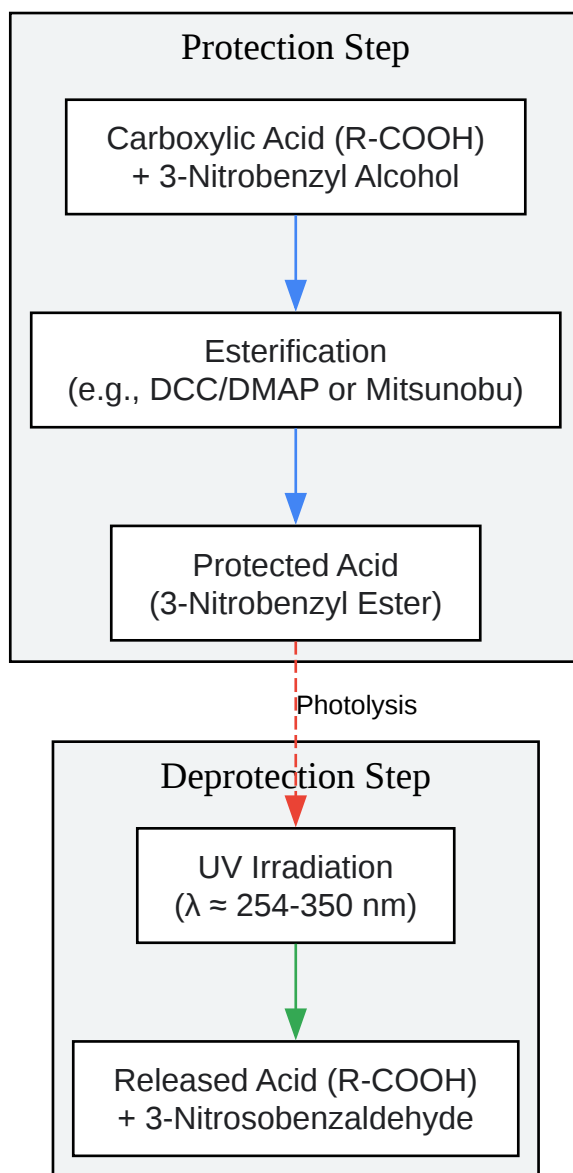 Protection Step
Carboxylic Acid (R-COOH)
+ 3-Nitrobenzyl Alcohol
Esterification
(e.g., DCC/DMAP or Mitsunobu)
Protected Acid
(3-Nitrobenzyl Ester)
Photolysis
Deprotection Step
UV Irradiation
(λ ≈ 254-350 nm)
Released Acid (R-COOH)
+ 3-Nitrosobenzaldehyde